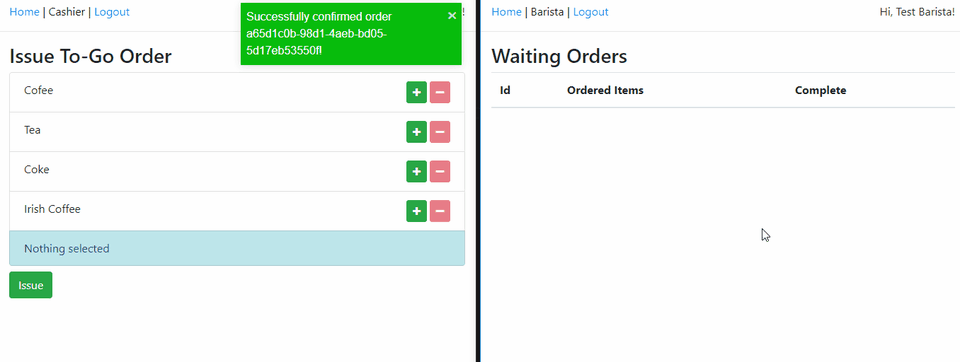 Home | Cashier | Logout
!
Successfully confirmed order
a65d1c0b-98d1-4aeb-bd05-
5d17eb53550f!
×
Issue To-Go Order
Cofee
Tea
Coke
Irish Coffee
Nothing selected
Issue
Home | Barista | Logout
Hi, Test Barista!
Waiting Orders
Id Ordered Items Complete